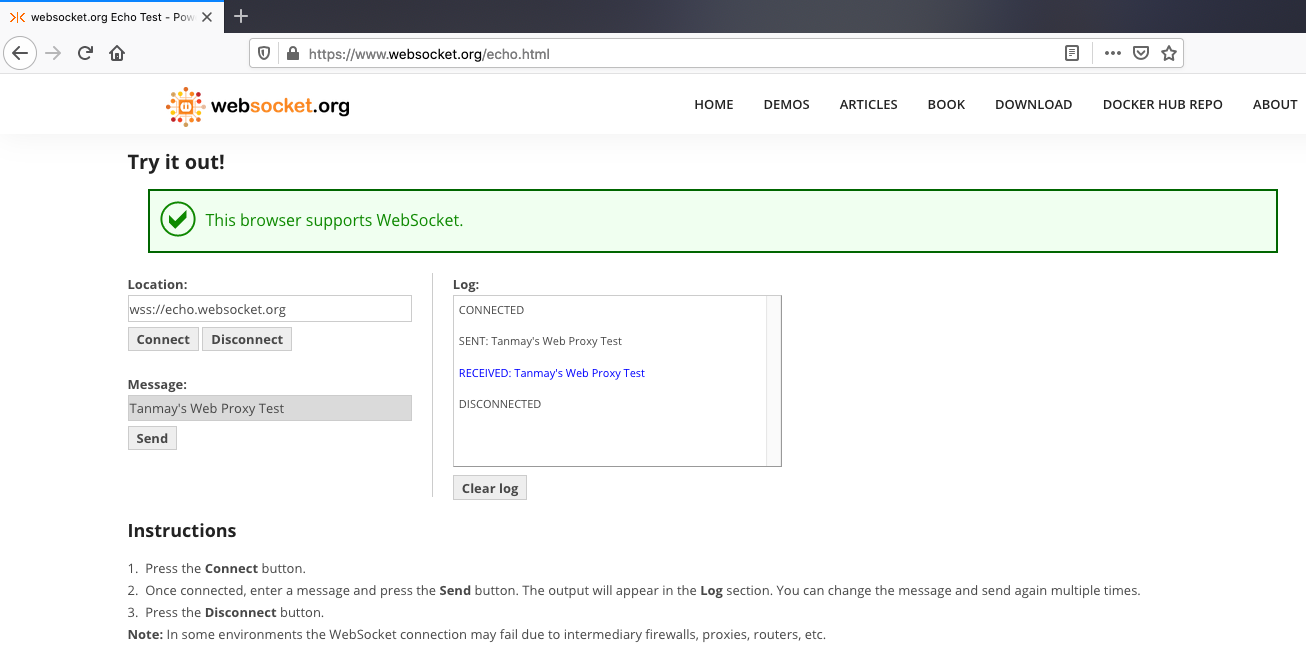 websocket.org Echo Test - Pow
https://www.websocket.org/echo.html
websocket.org
HOME DEMOS ARTICLES BOOK DOWNLOAD DOCKER HUB REPO ABOUT
Try it out!
This browser supports WebSocket.
Location:
wss://echo.websocket.org
Connect Disconnect
Message:
Tanmay's Web Proxy Test
Send
Log:
CONNECTED
SENT: Tanmay's Web Proxy Test
RECEIVED: Tanmay's Web Proxy Test
DISCONNECTED
Clear log
Instructions
1. Press the Connect button.
2. Once connected, enter a message and press the Send button. The output will appear in the Log section. You can change the message and send again multiple times.
3. Press the Disconnect button.
Note: In some environments the WebSocket connection may fail due to intermediary firewalls, proxies, routers, etc.